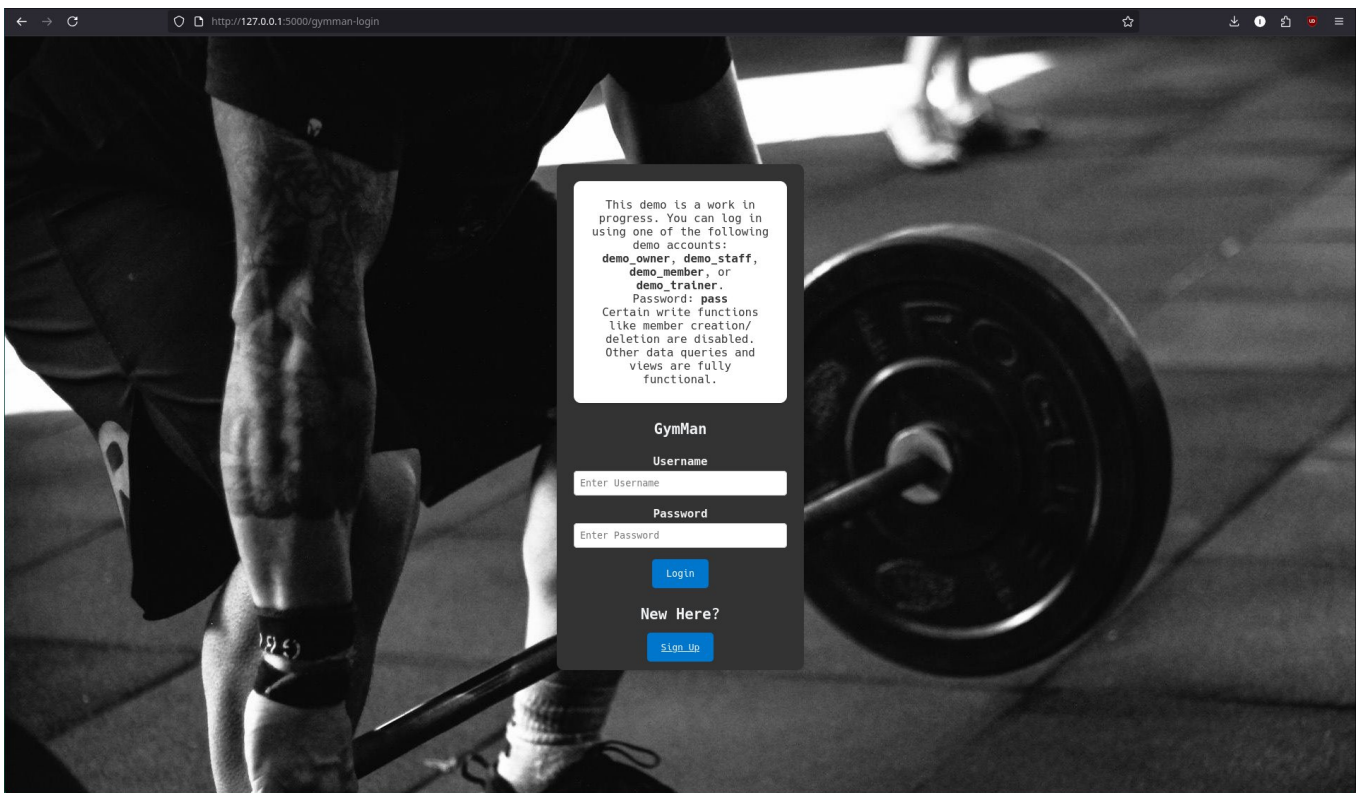 http://127.0.0.1:5000/gymman-login
This demo is a work in
progress. You can log in
using one of the following
demo accounts:
demo_owner, demo_staff,
demo_member, or
demo_trainer.
Password: pass
Certain write functions
like member creation/
deletion are disabled.
Other data queries and
views are fully
functional.
GymMan
Username
Enter Username
Password
Enter Password
Login
New Here?
Sign Up
ROGUE